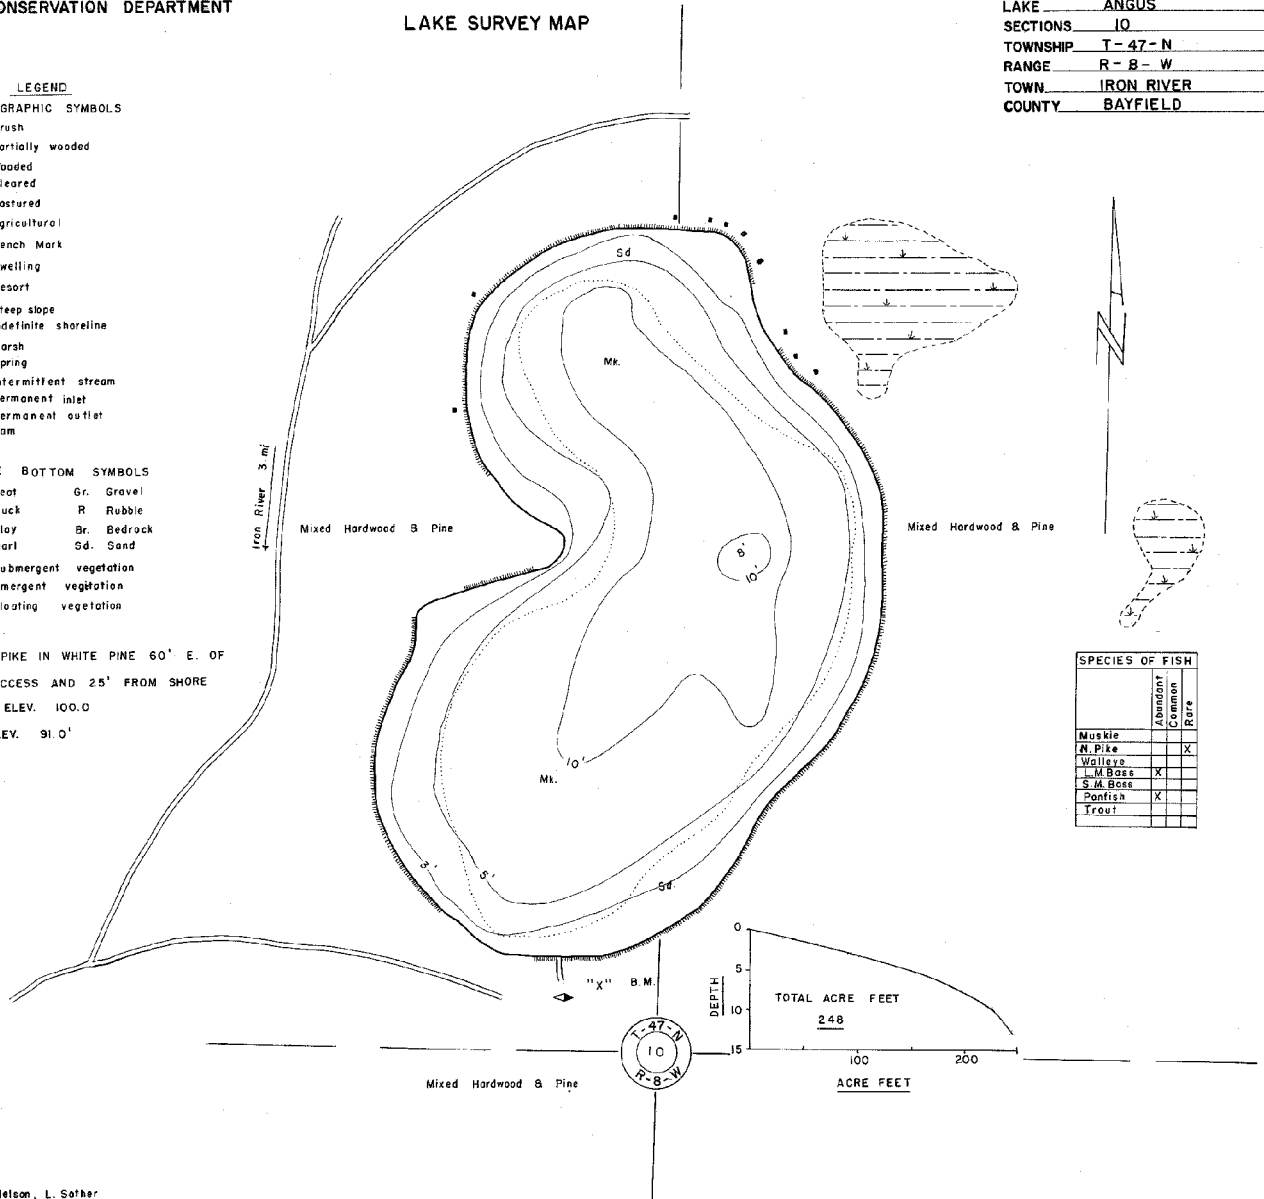 ONSERVATION DEPARTMENT
LAKE SURVEY MAP
LAKE ANGUS
SECTIONS 10
TOWNSHIP T-47-N
RANGE R-8-W
TOWN IRON RIVER
COUNTY BAYFIELD
LEGEND
GRAPHIC SYMBOLS
rush
artially wooded
ooded
leared
astured
gricultural
ench Mark
welling
esort
teep slope
ndefinite shoreline
arsh
pring
ntermittent stream
ermanent inlet
ermanent outlet
am
BOTTOM SYMBOLS
eat Gr. Gravel
uck R Rubble
lay Br. Bedrock
arl Sd. Sand
ubmergent vegetation
mergent vegitation
loating vegetation
PIKE IN WHITE PINE 60' E. OF
CCESS AND 25' FROM SHORE
ELEV. 100.0
EV. 91.0'
Iron River 3 mi
Mixed Hardwood & Pine
Sd
Mk.
8'
10'
Mixed Hardwood & Pine
10'
Mk.
3'
5'
Sd.
N
SPECIES OF FISH
Abundant
Common
Rare
Muskie
N. Pike X
Walleye
L.M. Bass X
S.M. Bass
Panfish X
Trout
"X" B.M.
T-47-N
10
R-8-W
Mixed Hardwood & Pine
DEPTH
0
5
10
15
TOTAL ACRE FEET
248
100 200
ACRE FEET
elson, L. Sather